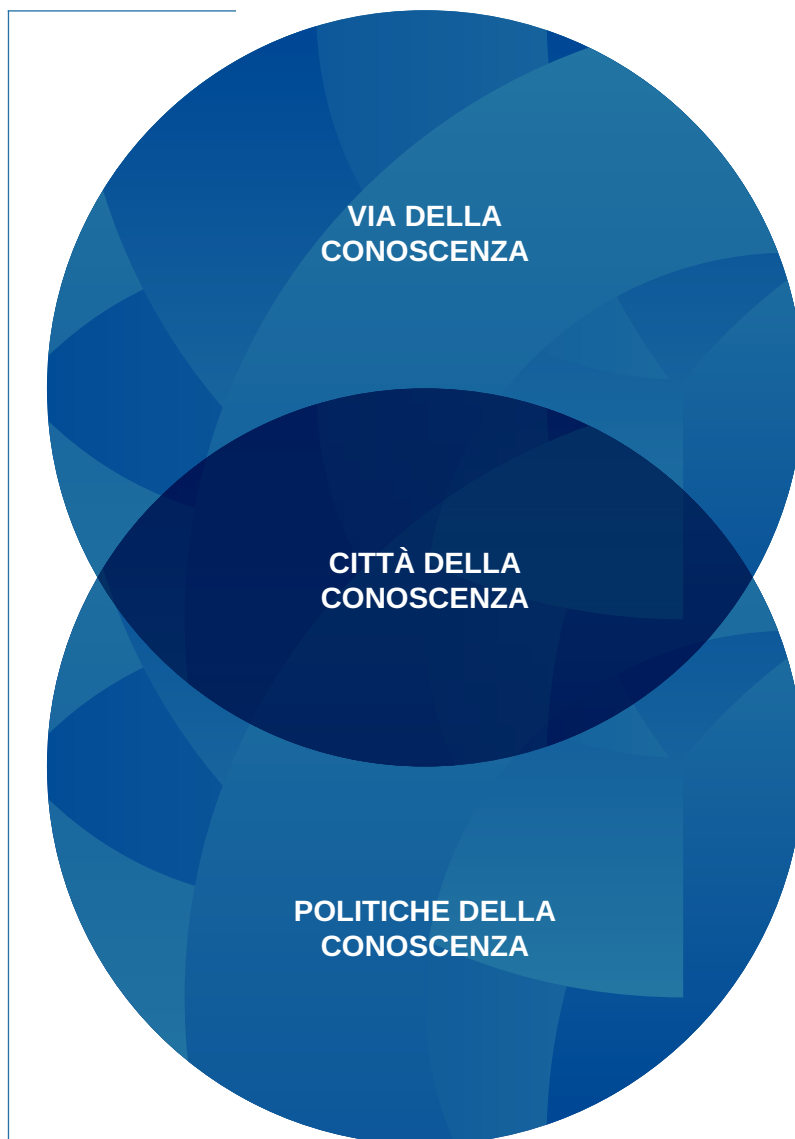 VIA DELLA
CONOSCENZA
CITTÀ DELLA
CONOSCENZA
POLITICHE DELLA
CONOSCENZA